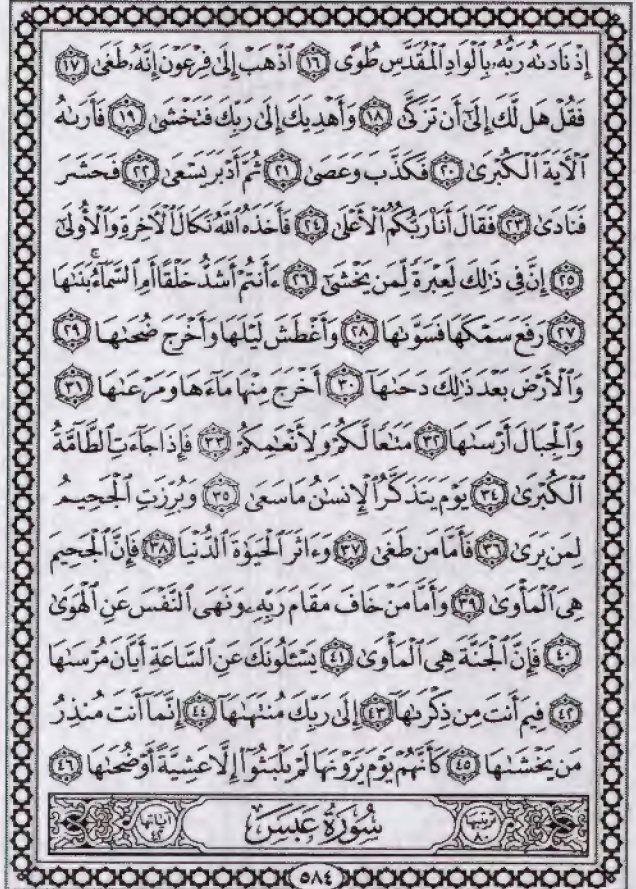 إِذْ نَادَىٰهُ رَبُّهُۥ بِٱلْوَادِ ٱلْمُقَدَّسِ طُوًى ١٦ ٱذْهَبْ إِلَىٰ فِرْعَوْنَ إِنَّهُۥ طَغَىٰ ١٧
فَقُلْ هَل لَّكَ إِلَىٰٓ أَن تَزَكَّىٰ ١٨ وَأَهْدِيَكَ إِلَىٰ رَبِّكَ فَتَخْشَىٰ ١٩ فَأَرَىٰهُ
ٱلْأٓيَةَ ٱلْكُبْرَىٰ ٢٠ فَكَذَّبَ وَعَصَىٰ ٢١ ثُمَّ أَدْبَرَ يَسْعَىٰ ٢٢ فَحَشَرَ
فَنَادَىٰ ٢٣ فَقَالَ أَنَا۠ رَبُّكُمُ ٱلْأَعْلَىٰ ٢٤ فَأَخَذَهُ ٱللَّهُ نَكَالَ ٱلْأٓخِرَةِ وَٱلْأُولَىٰٓ
٢٥ إِنَّ فِى ذَٰلِكَ لَعِبْرَةً لِّمَن يَخْشَىٰٓ ٢٦ ءَأَنتُمْ أَشَدُّ خَلْقًا أَمِ ٱلسَّمَآءُ ۚ بَنَىٰهَا
٢٧ رَفَعَ سَمْكَهَا فَسَوَّىٰهَا ٢٨ وَأَغْطَشَ لَيْلَهَا وَأَخْرَجَ ضُحَىٰهَا ٢٩
وَٱلْأَرْضَ بَعْدَ ذَٰلِكَ دَحَىٰهَآ ٣٠ أَخْرَجَ مِنْهَا مَآءَهَا وَمَرْعَىٰهَا ٣١
وَٱلْجِبَالَ أَرْسَىٰهَا ٣٢ مَتَٰعًا لَّكُمْ وَلِأَنْعَٰمِكُمْ ٣٣ فَإِذَا جَآءَتِ ٱلطَّآمَّةُ
ٱلْكُبْرَىٰ ٣٤ يَوْمَ يَتَذَكَّرُ ٱلْإِنسَٰنُ مَا سَعَىٰ ٣٥ وَبُرِّزَتِ ٱلْجَحِيمُ
لِمَن يَرَىٰ ٣٦ فَأَمَّا مَن طَغَىٰ ٣٧ وَءَاثَرَ ٱلْحَيَوٰةَ ٱلدُّنْيَا ٣٨ فَإِنَّ ٱلْجَحِيمَ
هِىَ ٱلْمَأْوَىٰ ٣٩ وَأَمَّا مَنْ خَافَ مَقَامَ رَبِّهِۦ وَنَهَى ٱلنَّفْسَ عَنِ ٱلْهَوَىٰ
٤٠ فَإِنَّ ٱلْجَنَّةَ هِىَ ٱلْمَأْوَىٰ ٤١ يَسْـَٔلُونَكَ عَنِ ٱلسَّاعَةِ أَيَّانَ مُرْسَىٰهَا
٤٢ فِيمَ أَنتَ مِن ذِكْرَىٰهَآ ٤٣ إِلَىٰ رَبِّكَ مُنتَهَىٰهَآ ٤٤ إِنَّمَآ أَنتَ مُنذِرُ
مَن يَخْشَىٰهَا ٤٥ كَأَنَّهُمْ يَوْمَ يَرَوْنَهَا لَمْ يَلْبَثُوٓا۟ إِلَّا عَشِيَّةً أَوْ ضُحَىٰهَا ٤٦
ترتيبها ٨٠ سُورَةُ عَبَسَ آياتها ٤٢
٥٨٤